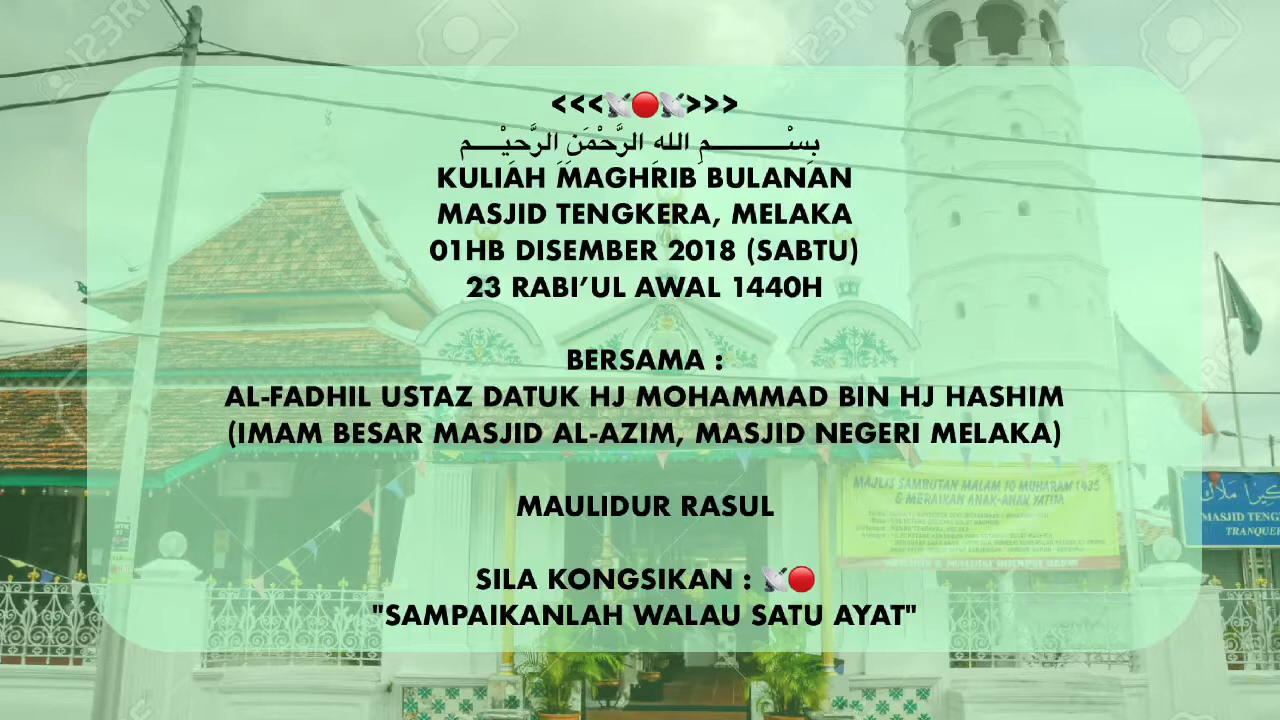 <<<📡🔴📡>>>
بِسْــــــــــــــــمِ اللهِ الرَّحْمَنِ الرَّحِيْـــــمِ
KULIAH MAGHRIB BULANAN
MASJID TENGKERA, MELAKA
01HB DISEMBER 2018 (SABTU)
23 RABI’UL AWAL 1440H
BERSAMA :
AL-FADHIL USTAZ DATUK HJ MOHAMMAD BIN HJ HASHIM
(IMAM BESAR MASJID AL-AZIM, MASJID NEGERI MELAKA)
MAULIDUR RASUL
SILA KONGSIKAN : 📡🔴
"SAMPAIKANLAH WALAU SATU AYAT"
MAJLIS SAMBUTAN MALAM 10 MUHARAM 1435
& MERAIKAN ANAK-ANAK YATIM
MASJID TENG
TRANQUER